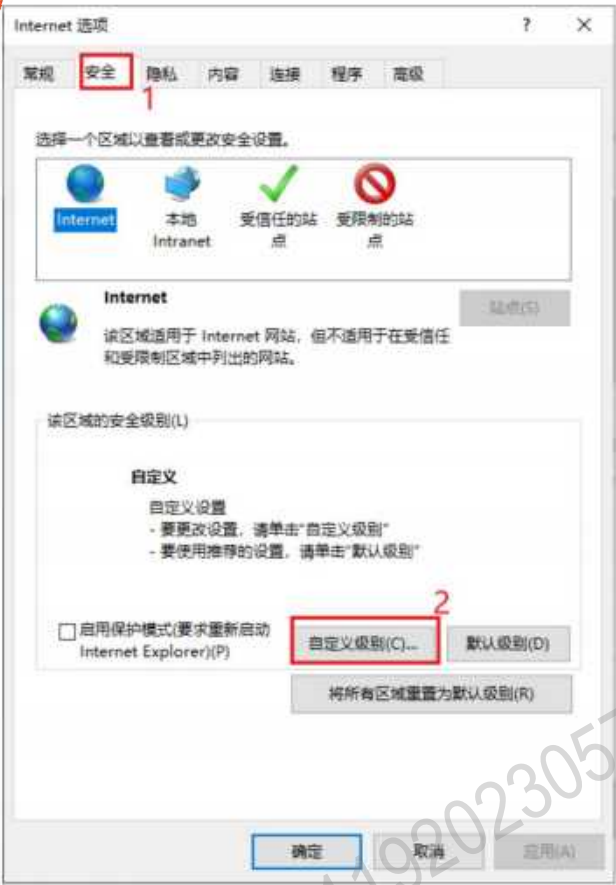 Internet 选项
? ×
常规 安全 隐私 内容 连接 程序 高级
1
选择一个区域以查看或更改安全设置。
Internet
本地
Intranet
受信任的站
点
受限制的站
点
Internet
站点(S)
该区域适用于 Internet 网站，但不适用于在受信任
和受限制区域中列出的网站。
该区域的安全级别(L)
自定义
自定义设置
- 要更改设置，请单击"自定义级别"
- 要使用推荐的设置，请单击"默认级别"
2
启用保护模式(要求重新启动
Internet Explorer)(P)
自定义级别(C)...
默认级别(D)
将所有区域重置为默认级别(R)
确定 取消 应用(A)